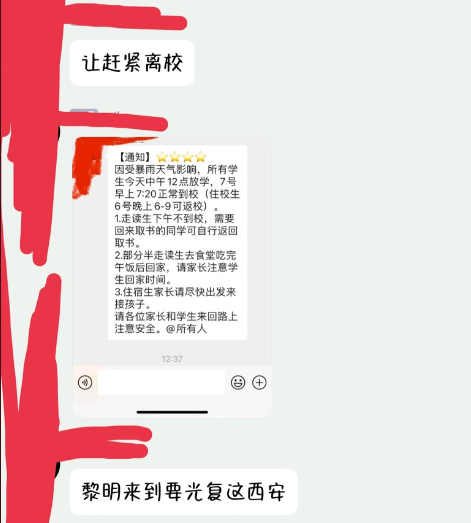 让赶紧离校
【通知】⭐⭐⭐⭐
因受暴雨天气影响，所有学
生今天中午12点放学，7号
早上7:20正常到校（住校生
6号晚上6-9可返校）。
1.走读生下午不到校，需要
回来取书的同学可自行返回
取书。
2.部分半走读生去食堂吃完
午饭后回家，请家长注意学
生回家时间。
3.住宿生家长请尽快出发来
接孩子。
请各位家长和学生来回路上
注意安全。@所有人
12:37
黎明来到要光复这西安